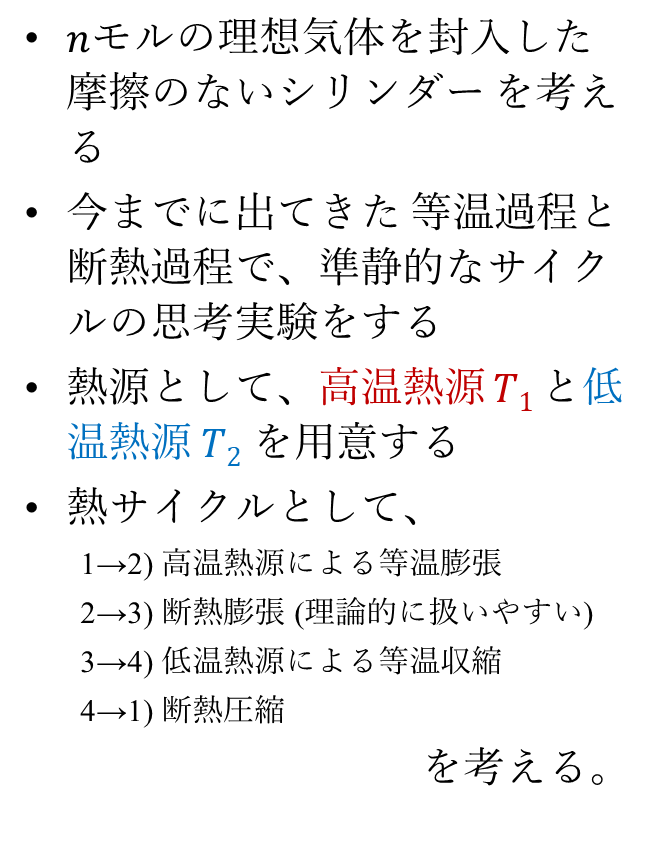 • nモルの理想気体を封入した
摩擦のないシリンダー を考え
る
• 今までに出てきた 等温過程と
断熱過程で、準静的なサイク
ルの思考実験をする
• 熱源として、高温熱源 T₁ と低
温熱源 T₂ を用意する
• 熱サイクルとして、
1→2) 高温熱源による等温膨張
2→3) 断熱膨張 (理論的に扱いやすい)
3→4) 低温熱源による等温収縮
4→1) 断熱圧縮
を考える。